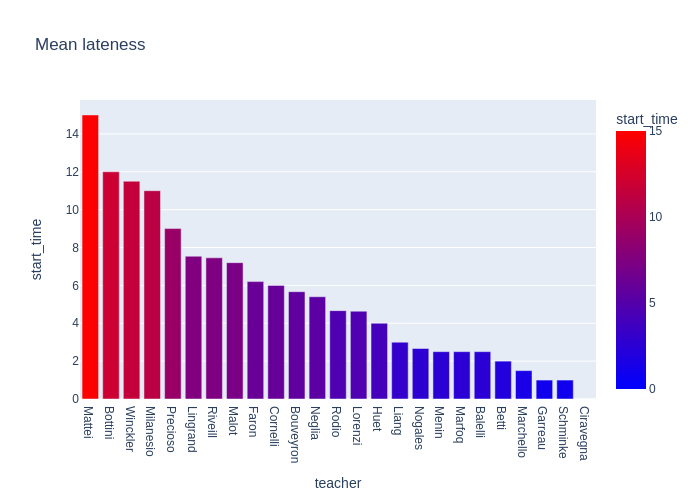 Mean lateness
start_time
15
10
5
0
start_time
14
12
10
8
6
4
2
0
Mattei
Bottini
Winckler
Milanesio
Precioso
Lingrand
Riveill
Malot
Faron
Cornelli
Bouveyron
Neglia
Rodio
Lorenzi
Huet
Liang
Nogales
Menin
Marfoq
Balelli
Betti
Marchello
Garreau
Schminke
Ciravegna
teacher